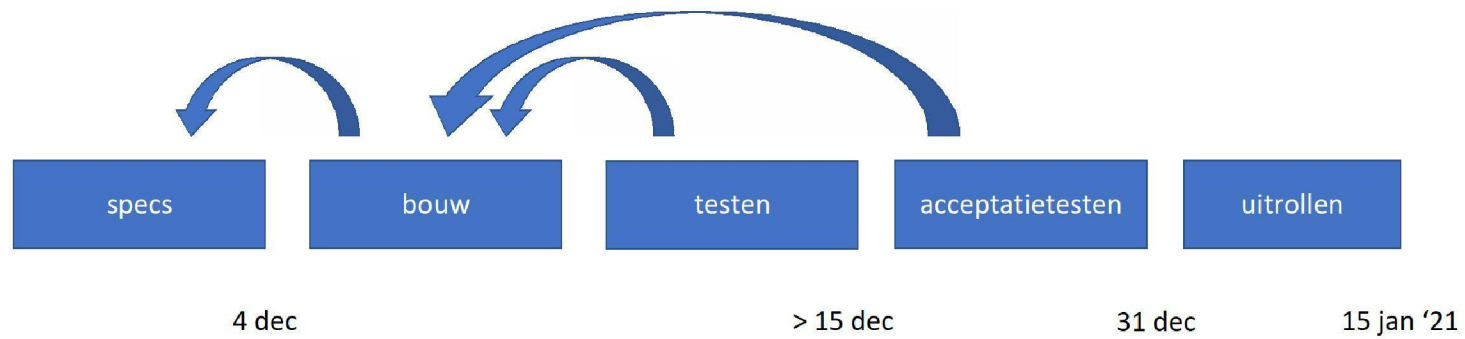 specs
bouw
testen
acceptatietesten
uitrollen
4 dec
> 15 dec
31 dec
15 jan ‘21